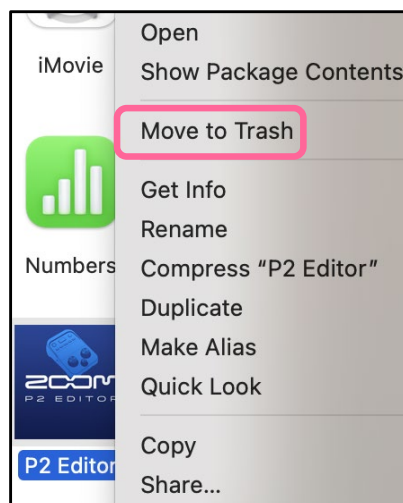 iMovie
Numbers
ZOOM
P2 EDITOR
P2 Editor
Open
Show Package Contents
Move to Trash
Get Info
Rename
Compress “P2 Editor”
Duplicate
Make Alias
Quick Look
Copy
Share...